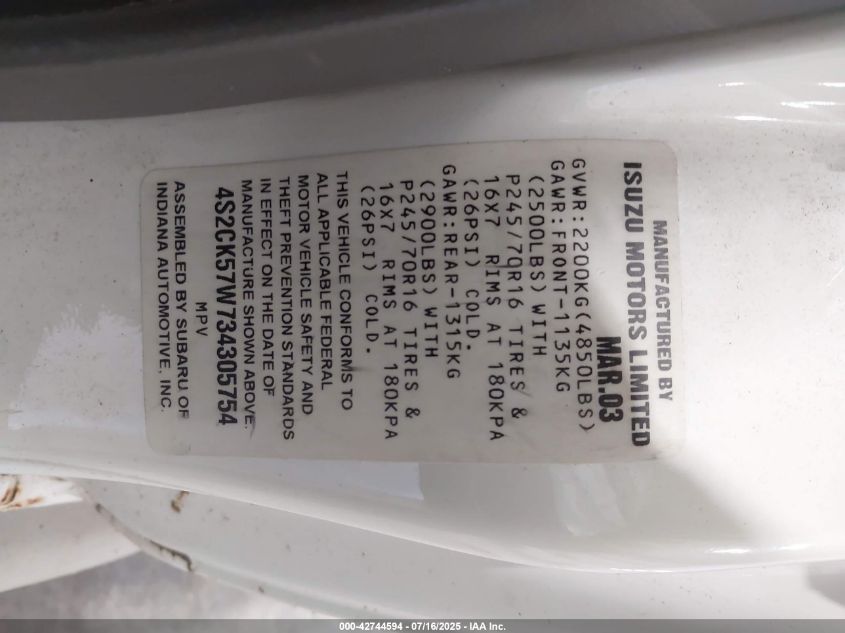 MANUFACTURED BY
ISUZU MOTORS LIMITED
MAR.03
GVWR:2200KG(4850LBS)
GAWR:FRONT-1135KG
(2500LBS) WITH
P245/70R16 TIRES &
16X7 RIMS AT 180KPA
(26PSI) COLD.
GAWR:REAR-1315KG
(2900LBS) WITH
P245/70R16 TIRES &
16X7 RIMS AT 180KPA
(26PSI) COLD.
THIS VEHICLE CONFORMS TO
ALL APPLICABLE FEDERAL
MOTOR VEHICLE SAFETY AND
THEFT PREVENTION STANDARDS
IN EFFECT ON THE DATE OF
MANUFACTURE SHOWN ABOVE.
4S2CK57W734305754
MPV
ASSEMBLED BY SUBARU OF
INDIANA AUTOMOTIVE, INC.
000-42744594 - 07/16/2025 - IAA Inc.